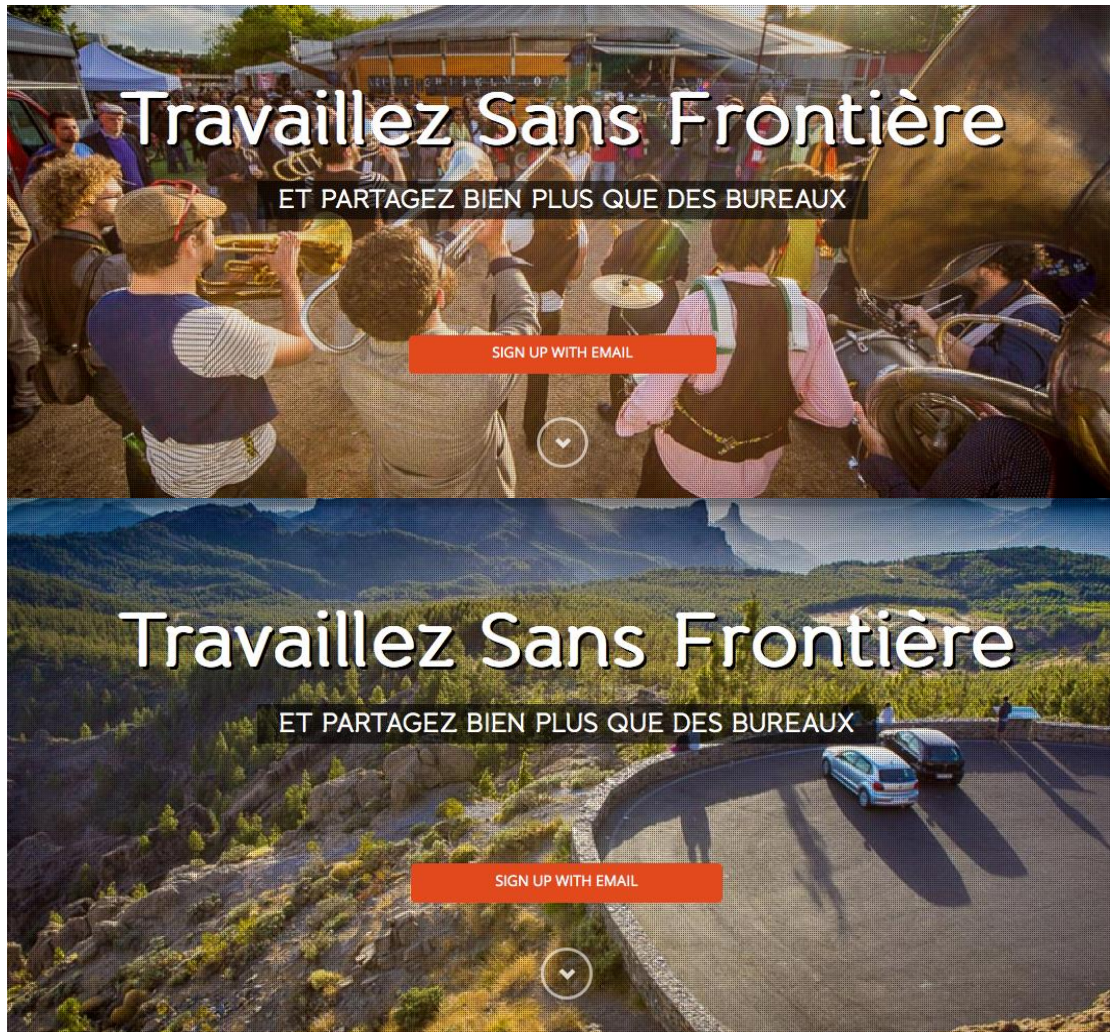 Travaillez Sans Frontière
ET PARTAGEZ BIEN PLUS QUE DES BUREAUX
SIGN UP WITH EMAIL
Travaillez Sans Frontière
ET PARTAGEZ BIEN PLUS QUE DES BUREAUX
SIGN UP WITH EMAIL